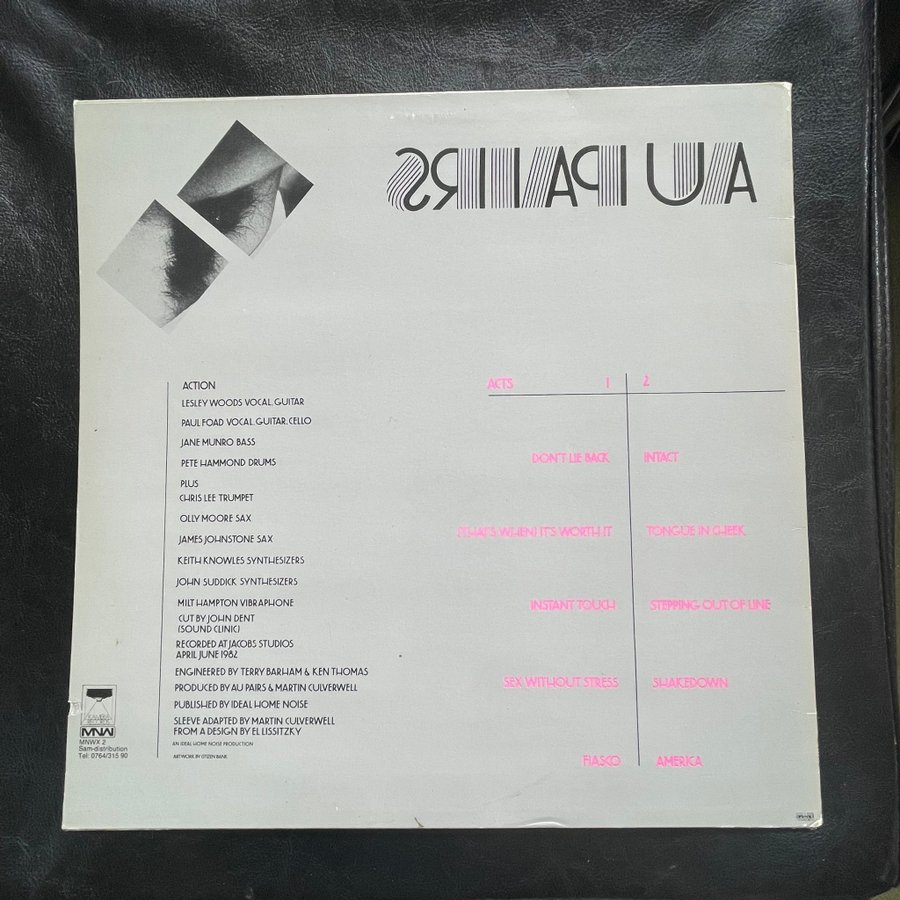 AU PAIRS
ACTION
LESLEY WOODS VOCAL. GUITAR
PAUL FOAD VOCAL. GUITAR. CELLO
JANE MUNRO BASS
PETE HAMMOND DRUMS
PLUS
CHRIS LEE TRUMPET
OLLY MOORE SAX
JAMES JOHNSTONE SAX
KEITH KNOWLES SYNTHESIZERS
JOHN SUDDICK SYNTHESIZERS
MILT HAMPTON VIBRAPHONE
CUT BY JOHN DENT
(SOUND CLINIC)
RECORDED AT JACOBS STUDIOS
APRIL JUNE 1982
ENGINEERED BY TERRY BARHAM & KEN THOMAS
PRODUCED BY AU PAIRS & MARTIN CULVERWELL
PUBLISHED BY IDEAL HOME NOISE
SLEEVE ADAPTED BY MARTIN CULVERWELL
FROM A DESIGN BY EL LISSITZKY
AN IDEAL HOME NOISE PRODUCTION
ARTWORK BY CITIZEN BANK
ACTS 1 2
DON'T LIE BACK INTACT
(THAT'S WHEN) IT'S WORTH IT TONGUE IN CHEEK
INSTANT TOUCH STEPPING OUT OF LINE
SEX WITHOUT STRESS SHAKEDOWN
FIASCO AMERICA
KAMERA
RECORDS
MNW
MNWX 2
Sam-distribution
Tel: 0764/315 90